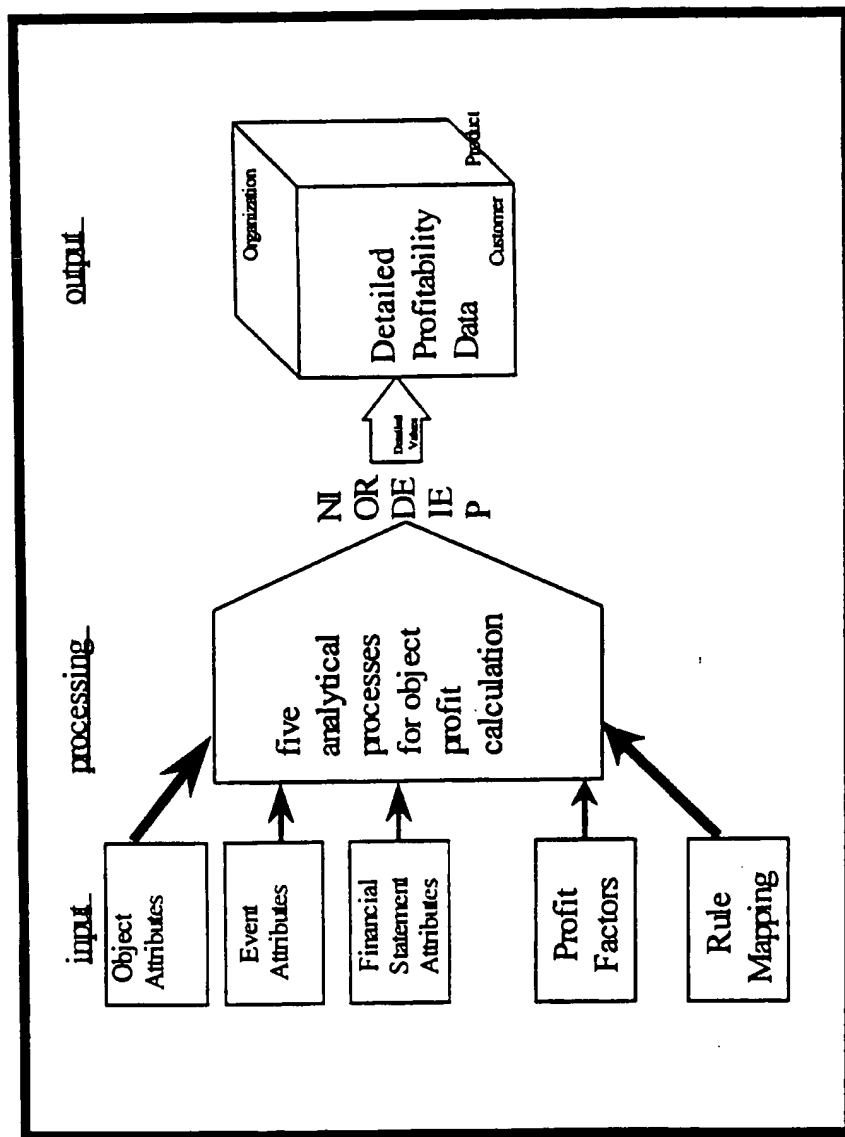 input
processing
output
Object
Attributes
Event
Attributes
Financial
Statement
Attributes
Profit
Factors
Rule
Mapping
five
analytical
processes
for object
profit
calculation
NI
OR
DE
IE
P
Detailed
Values
Organization
Detailed
Profitability
Data
Customer
Product